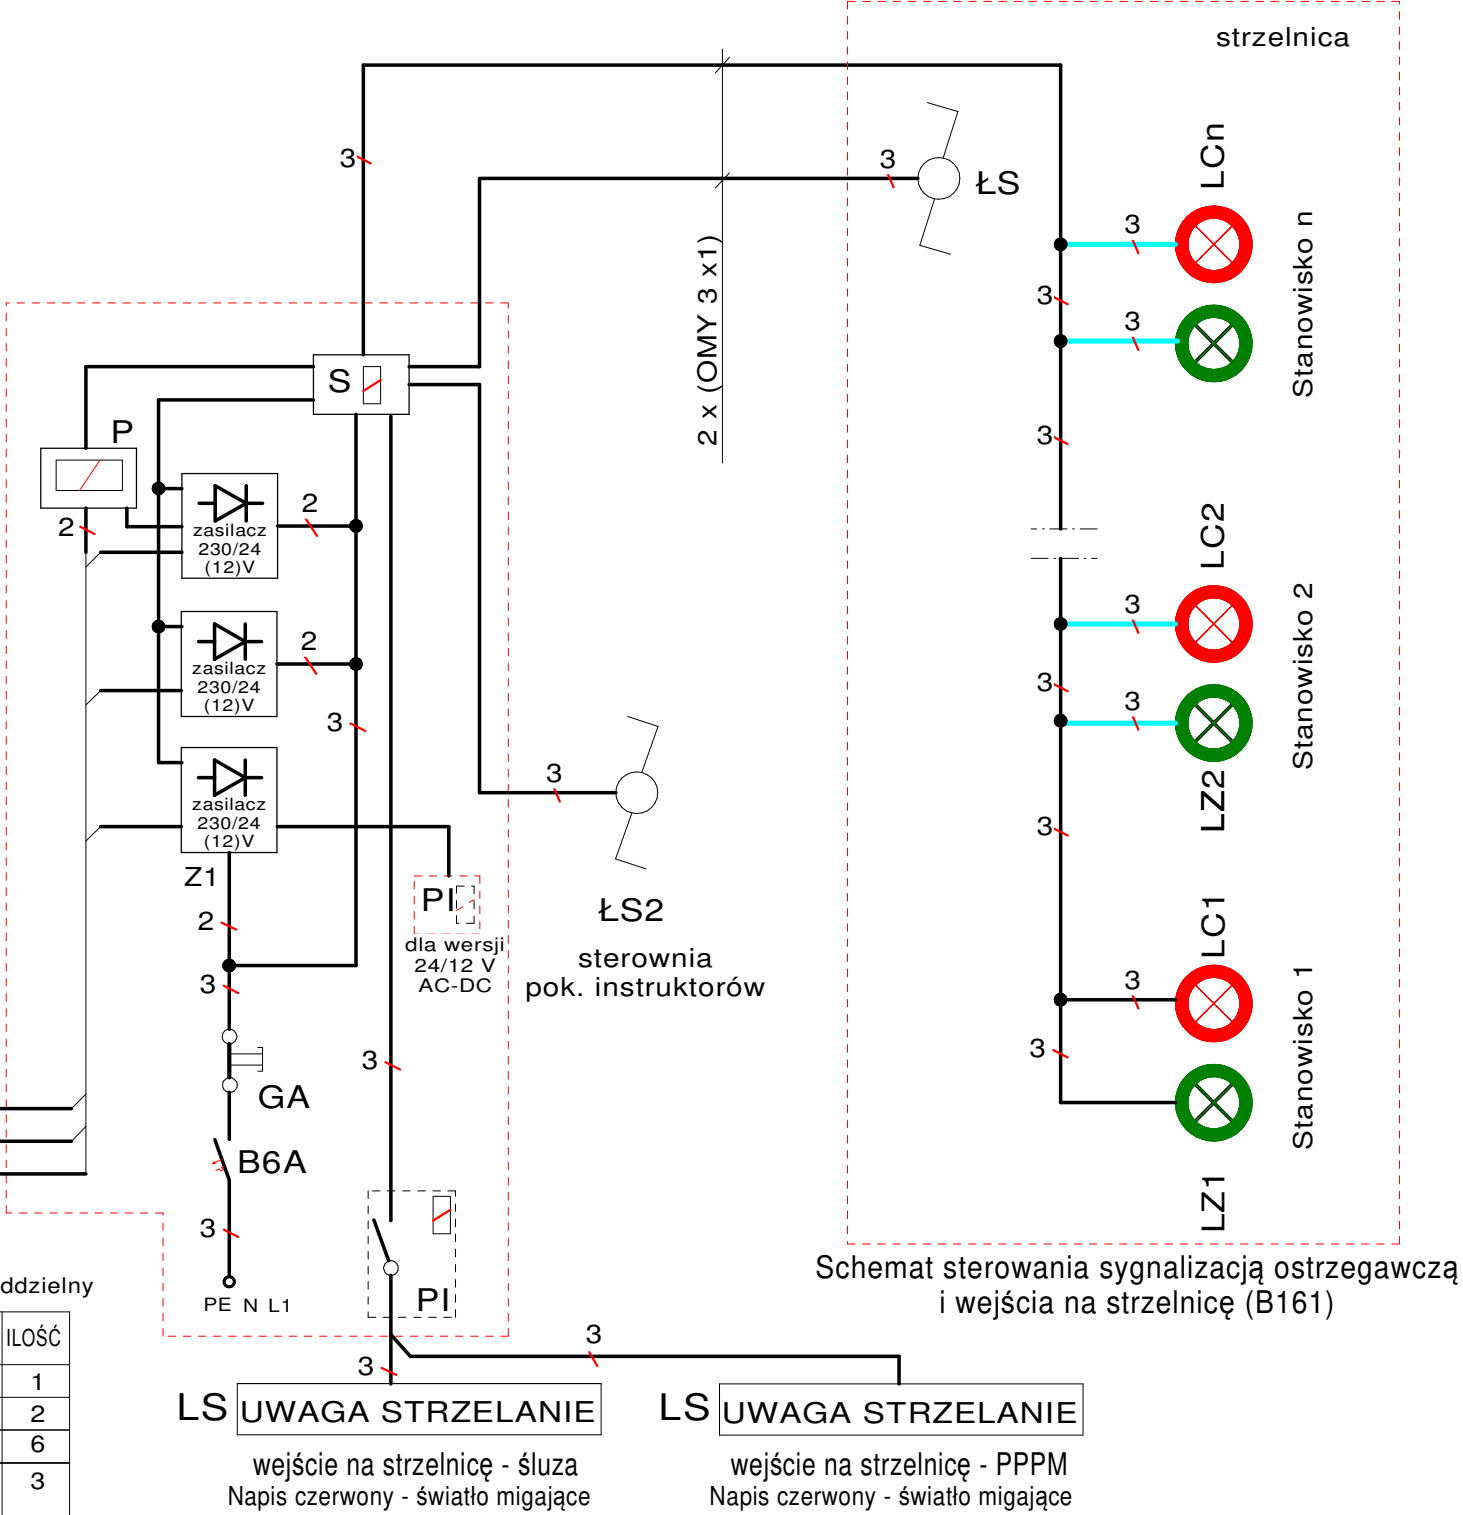 strzelnica
3
3
ŁS
2 x (OMY 3 x1)
LCn
3
3
3
Stanowisko n
3
S
P
2
zasilacz
230/24
(12)V
2
zasilacz
230/24
(12)V
2
3
zasilacz
230/24
(12)V
Z1
2
3
PI
dla wersji
24/12 V
AC-DC
3
ŁS2
sterownia
pok. instruktorów
LC2
3
3
3
LZ2
Stanowisko 2
3
LC1
3
3
LZ1
Stanowisko 1
GA
B6A
3
PE N L1
3
PI
Schemat sterowania sygnalizacją ostrzegawczą
i wejścia na strzelnicę (B161)
ddzielny
ILOŚĆ
1
2
6
3
3
3
LS UWAGA STRZELANIE
wejście na strzelnicę - śluza
Napis czerwony - światło migające
LS UWAGA STRZELANIE
wejście na strzelnicę - PPPM
Napis czerwony - światło migające